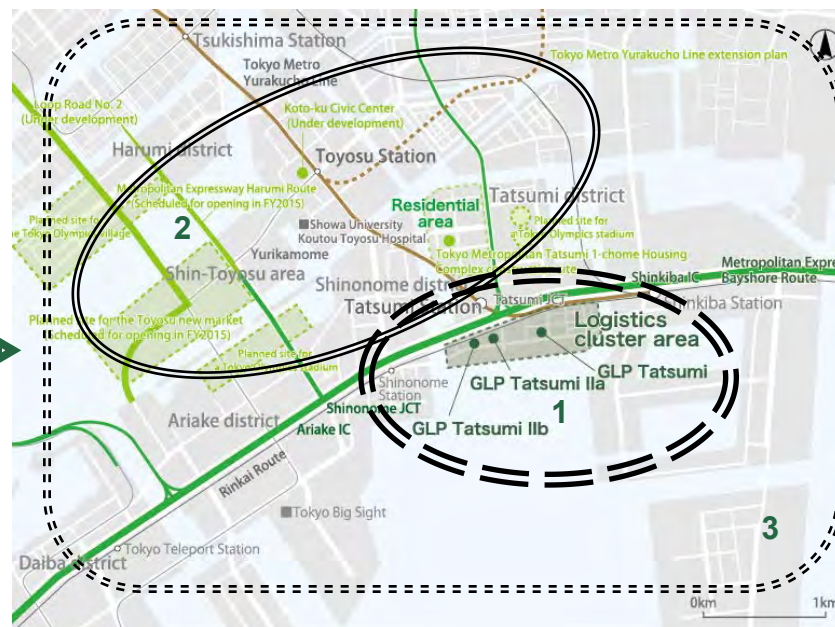 Tsukishima Station
Tokyo Metro
Yurakucho Line
Tokyo Metro Yurakucho Line extension plan
Loop Road No. 2
(Under development)
Koto-ku Civic Center
(Under development)
Harumi district
Toyosu Station
Metropolitan Expressway Harumi Route
(Scheduled for opening in FY2015)
Residential
area
Tatsumi district
Planned site for
the Tokyo Olympic village
2
Showa University
Koutou Toyosu Hospital
Planned site for
a Tokyo Olympics stadium
Yurikamome
Tokyo Metropolitan Tatsumi 1-chome Housing
Complex
Shin-Toyosu area
Shinonome district
Metropolitan Expre
Bayshore Route
Shinkiba IC
Tatsumi Station
Tatsumi JCT
Shinkiba Station
Planned site for the Toyosu new market
(Scheduled for opening in FY2015)
Logistics
cluster area
Planned site for
a Tokyo Olympics stadium
GLP Tatsumi
Shinonome
Station
GLP Tatsumi IIa
1
Shinonome JCT
GLP Tatsumi IIb
Ariake district
Ariake IC
Rinkai Route
Tokyo Big Sight
3
Tokyo Teleport Station
Daiba district
0km
1km